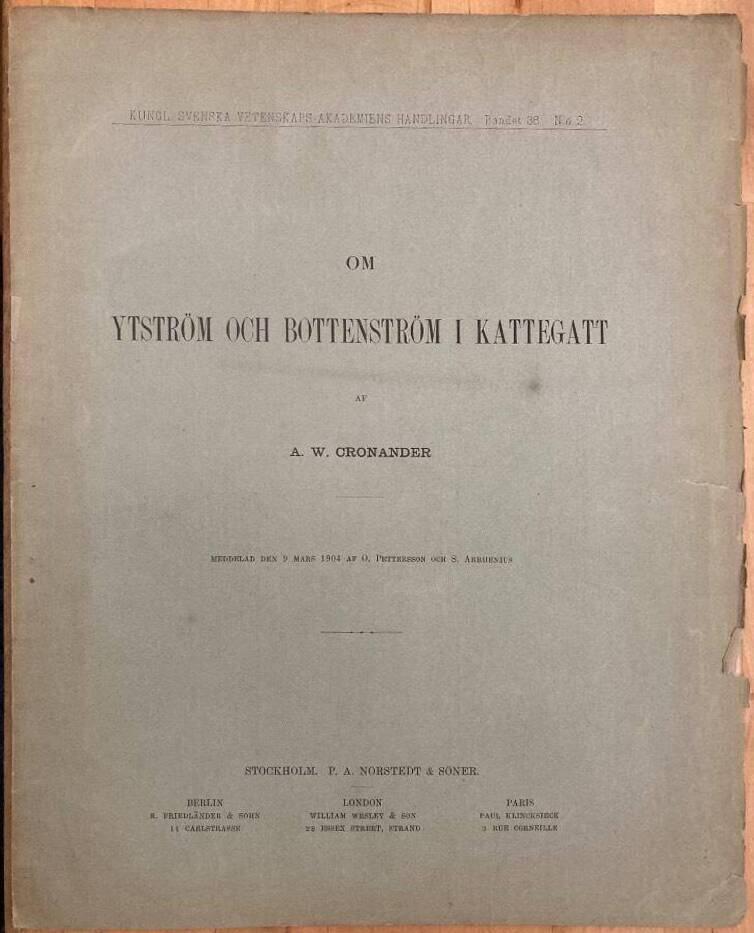 KUNGL. SVENSKA VETENSKAPS-AKADEMIENS HANDLINGAR. Bandet 38. N:o 2.
OM
YTSTRÖM OCH BOTTENSTRÖM I KATTEGATT
AF
A. W. CRONANDER
MEDDELAD DEN 9 MARS 1904 AF O. PETTERSSON OCH S. ARRHENIUS
STOCKHOLM. P. A. NORSTEDT & SÖNER.
BERLIN
R. FRIEDLÄNDER & SOHN
11 CARLSTRASSE
LONDON
WILLIAM WESLEY & SON
28 ESSEX STREET, STRAND
PARIS
PAUL KLINCKSIECK
3 RUE CORNEILLE